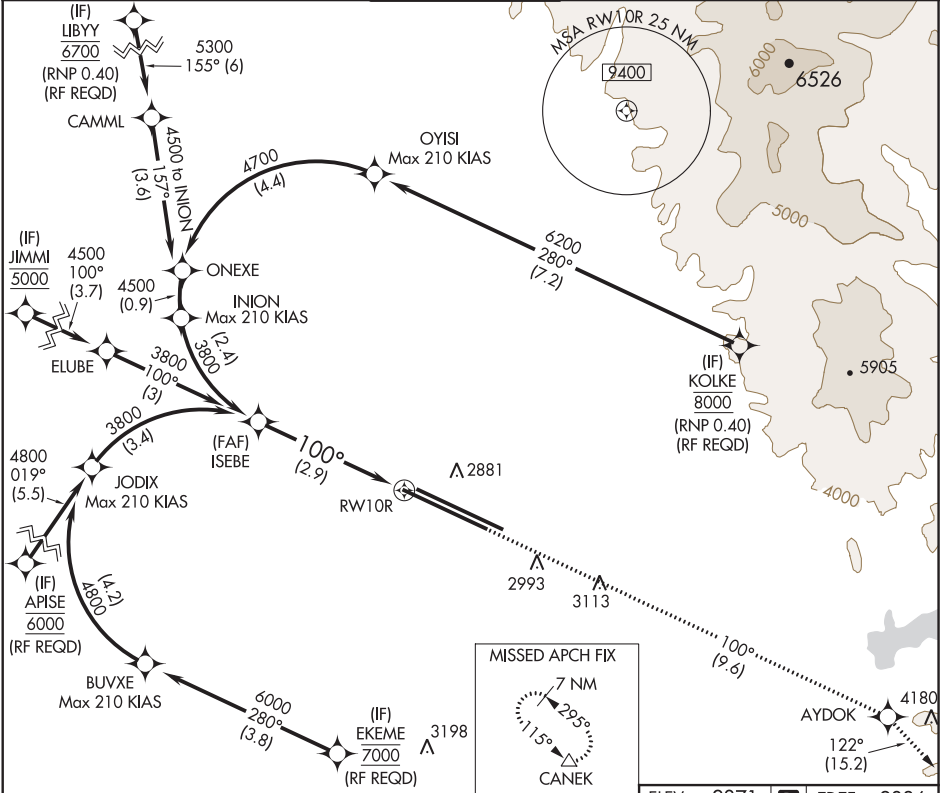 (IF)
LIBYY
6700
(RNP 0.40)
(RF REQD)
5300
155° (6)
CAMML
4500 to INION
157°
(3.6)
MSA RW10R 25 NM
9400
6000
6526
5000
OYISI
Max 210 KIAS
4700
(4.4)
6200
280°
(7.2)
(IF)
JIMMI
5000
4500
100°
(3.7)
ONEXE
4500
(0.9)
INION
Max 210 KIAS
(2.4)
3800
ELUBE
3800
100°
(3)
(IF)
KOLKE
8000
(RNP 0.40)
(RF REQD)
5905
4000
3800
(3.4)
(FAF)
ISEBE
100°
(2.9)
2881
RW10R
4800
019°
(5.5)
JODIX
Max 210 KIAS
(IF)
APISE
6000
(RF REQD)
(4.2)
4800
2993
3113
100°
(9.6)
BUVXE
Max 210 KIAS
6000
280°
(3.8)
(IF)
EKEME
7000
(RF REQD)
3198
MISSED APCH FIX
7 NM
295°
115°
CANEK
AYDOK
4180
122°
(15.2)